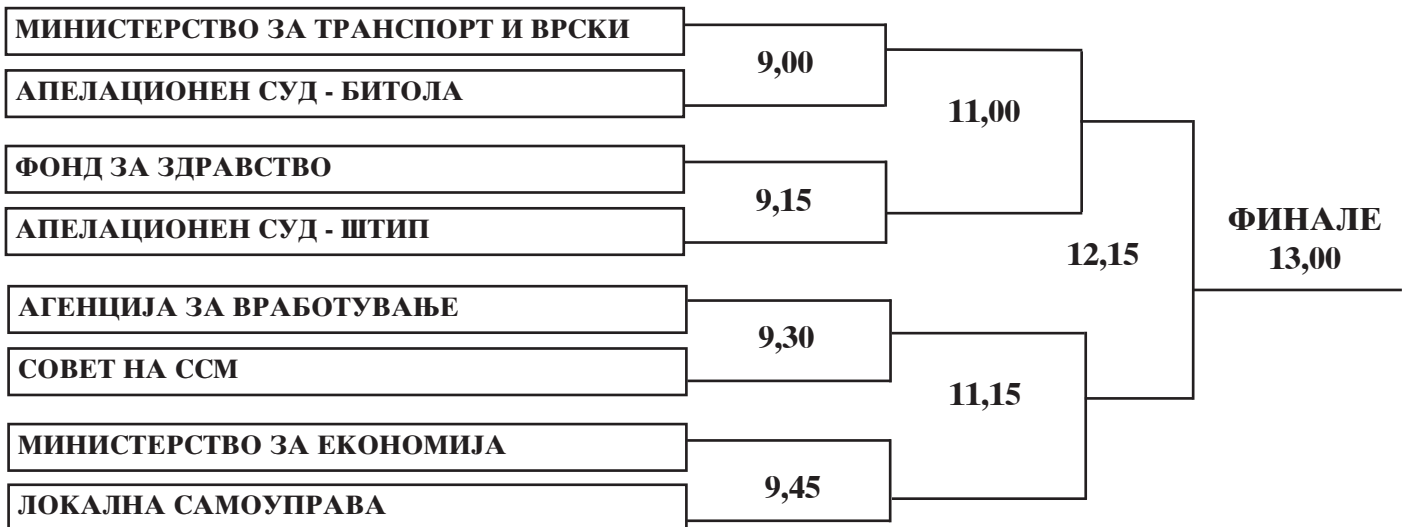 МИНИСТЕРСТВО ЗА ТРАНСПОРТ И ВРСКИ
9,00
АПЕЛАЦИОНЕН СУД - БИТОЛА
11,00
ФОНД ЗА ЗДРАВСТВО
9,15
АПЕЛАЦИОНЕН СУД - ШТИП
12,15
ФИНАЛЕ
13,00
АГЕНЦИЈА ЗА ВРАБОТУВАЊЕ
9,30
СОВЕТ НА ССМ
11,15
МИНИСТЕРСТВО ЗА ЕКОНОМИЈА
9,45
ЛОКАЛНА САМОУПРАВА